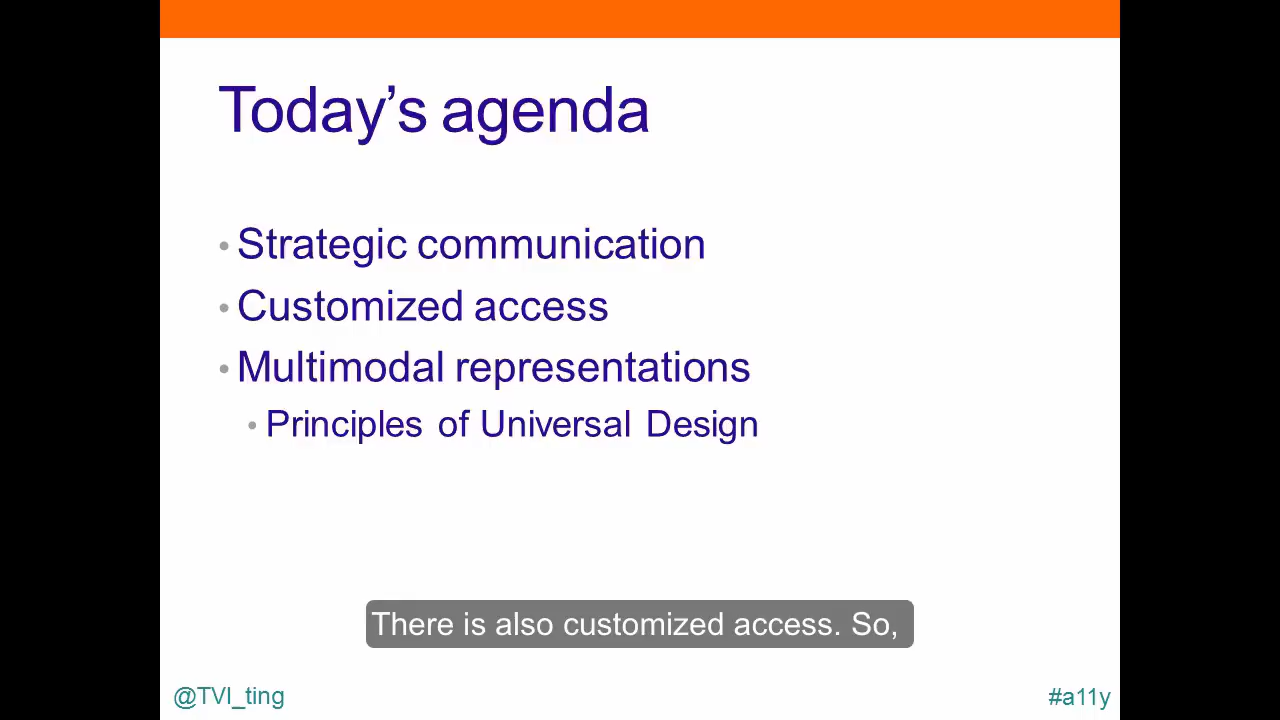 Today’s agenda
• Strategic communication
• Customized access
• Multimodal representations
• Principles of Universal Design
There is also customized access. So,
@TVI_ting
#a11y